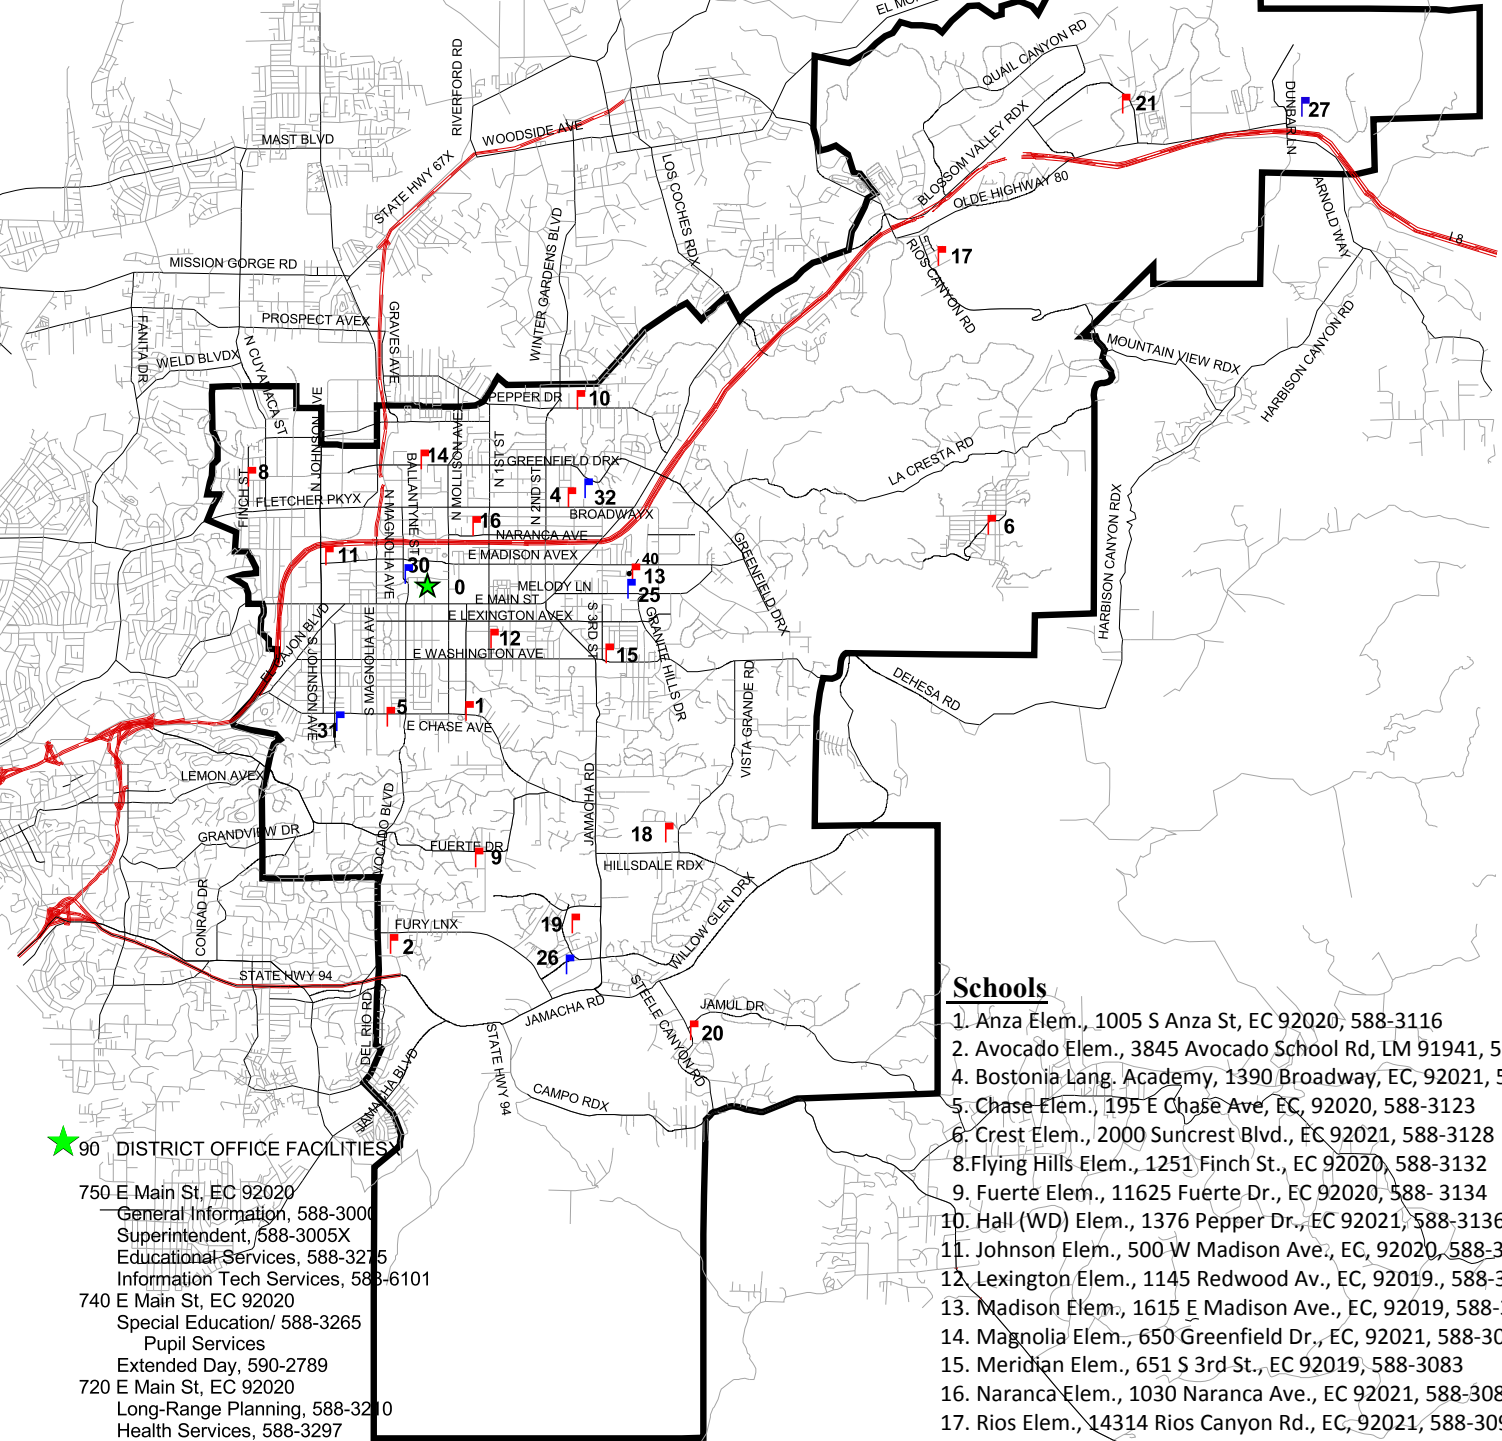 EL MO
QUAIL CANYON RD
RIVERFORD RD
21
DUNBAR LN
27
WOODSIDE AVE
MAST BLVD
BLOSSOM VALLEY RDX
LOS COCHES RDX
STATE HWY 67X
OLDE HIGHWAY 80
ARNOLD WAY
I 8
WINTER GARDENS BLVD
RIOS CANYON RD
17
MISSION GORGE RD
GRAVES AVE
PROSPECT AVEX
FANITA DR
WELD BLVDX
N CUYAMACA ST
MOUNTAIN VIEW RDX
HARBISON CANYON RD
N JOHNSON AVE
PEPPER DR
10
N MOLLISON AVE
N 1ST ST
14
GREENFIELD DRX
LA CRESTA RD
8
FINCH ST
FLETCHER PKYX
BALLANTYNE ST
N MAGNOLIA AVE
N 2ND ST
4
32
BROADWAYX
16
NARANCA AVE
6
HARBISON CANYON RDX
11
E MADISON AVEX
GREENFIELD DRX
30
40
13
0
MELODY LN
25
E MAIN ST
E LEXINGTON AVEX
S 3RD ST
GRANITE HILLS DR
EL CAJON BLVD
S JOHNSON AVE
S MAGNOLIA AVE
12
E WASHINGTON AVE
15
VISTA GRANDE RD
DEHESA RD
31
5
1
E CHASE AVE
LEMON AVEX
AVOCADO BLVD
JAMACHA RD
GRANDVIEW DR
FUERTE DR
9
18
HILLSDALE RDX
CONRAD DR
FURY LNX
2
19
26
WILLOW GLEN DRX
STATE HWY 94
DEL RIO RD
JAMACHA RD
STEELE CANYON RD
JAMUL DR
20
STATE HWY 94
JAMACHA BLVD
CAMPO RDX
90 DISTRICT OFFICE FACILITIESX
750 E Main St, EC 92020
General Information, 588-3000
Superintendent, 588-3005X
Educational Services, 588-3275
Information Tech Services, 588-6101
740 E Main St, EC 92020
Special Education/ 588-3265
Pupil Services
Extended Day, 590-2789
720 E Main St, EC 92020
Long-Range Planning, 588-3210
Health Services, 588-3297
Schools
1. Anza Elem., 1005 S Anza St, EC 92020, 588-3116
2. Avocado Elem., 3845 Avocado School Rd, LM 91941, 5
4. Bostonia Lang. Academy, 1390 Broadway, EC, 92021, 5
5. Chase Elem., 195 E Chase Ave, EC, 92020, 588-3123
6. Crest Elem., 2000 Suncrest Blvd., EC 92021, 588-3128
8.Flying Hills Elem., 1251 Finch St., EC 92020, 588-3132
9. Fuerte Elem., 11625 Fuerte Dr., EC 92020, 588- 3134
10. Hall (WD) Elem., 1376 Pepper Dr., EC 92021, 588-3136
11. Johnson Elem., 500 W Madison Ave., EC, 92020, 588-3
12. Lexington Elem., 1145 Redwood Av., EC, 92019., 588-3
13. Madison Elem., 1615 E Madison Ave., EC, 92019, 588-
14. Magnolia Elem., 650 Greenfield Dr., EC, 92021, 588-30
15. Meridian Elem., 651 S 3rd St., EC 92019, 588-3083
16. Naranca Elem., 1030 Naranca Ave., EC 92021, 588-308
17. Rios Elem., 14314 Rios Canyon Rd., EC, 92021, 588-309